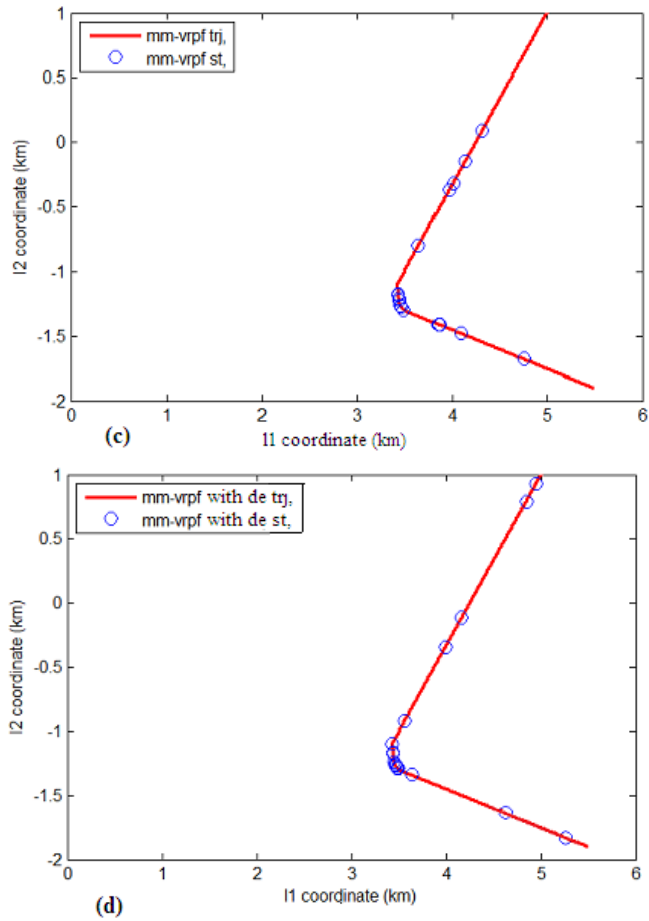 1
mm-vrpf trj,
mm-vrpf st,
0.5
0
-0.5
-1
-1.5
-2
l2 coordinate (km)
0 1 2 3 4 5 6
(c)
l1 coordinate (km)
1
mm-vrpf with de trj,
mm-vrpf with de st,
0.5
0
-0.5
-1
-1.5
-2
l2 coordinate (km)
0 1 2 3 4 5 6
(d)
l1 coordinate (km)